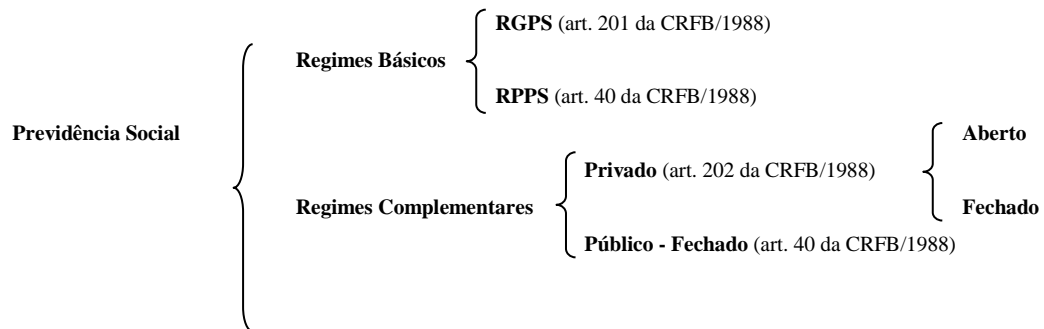 RGPS (art. 201 da CRFB/1988)
Regimes Básicos
RPPS (art. 40 da CRFB/1988)
Previdência Social
Aberto
Privado (art. 202 da CRFB/1988)
Regimes Complementares
Fechado
Público - Fechado (art. 40 da CRFB/1988)